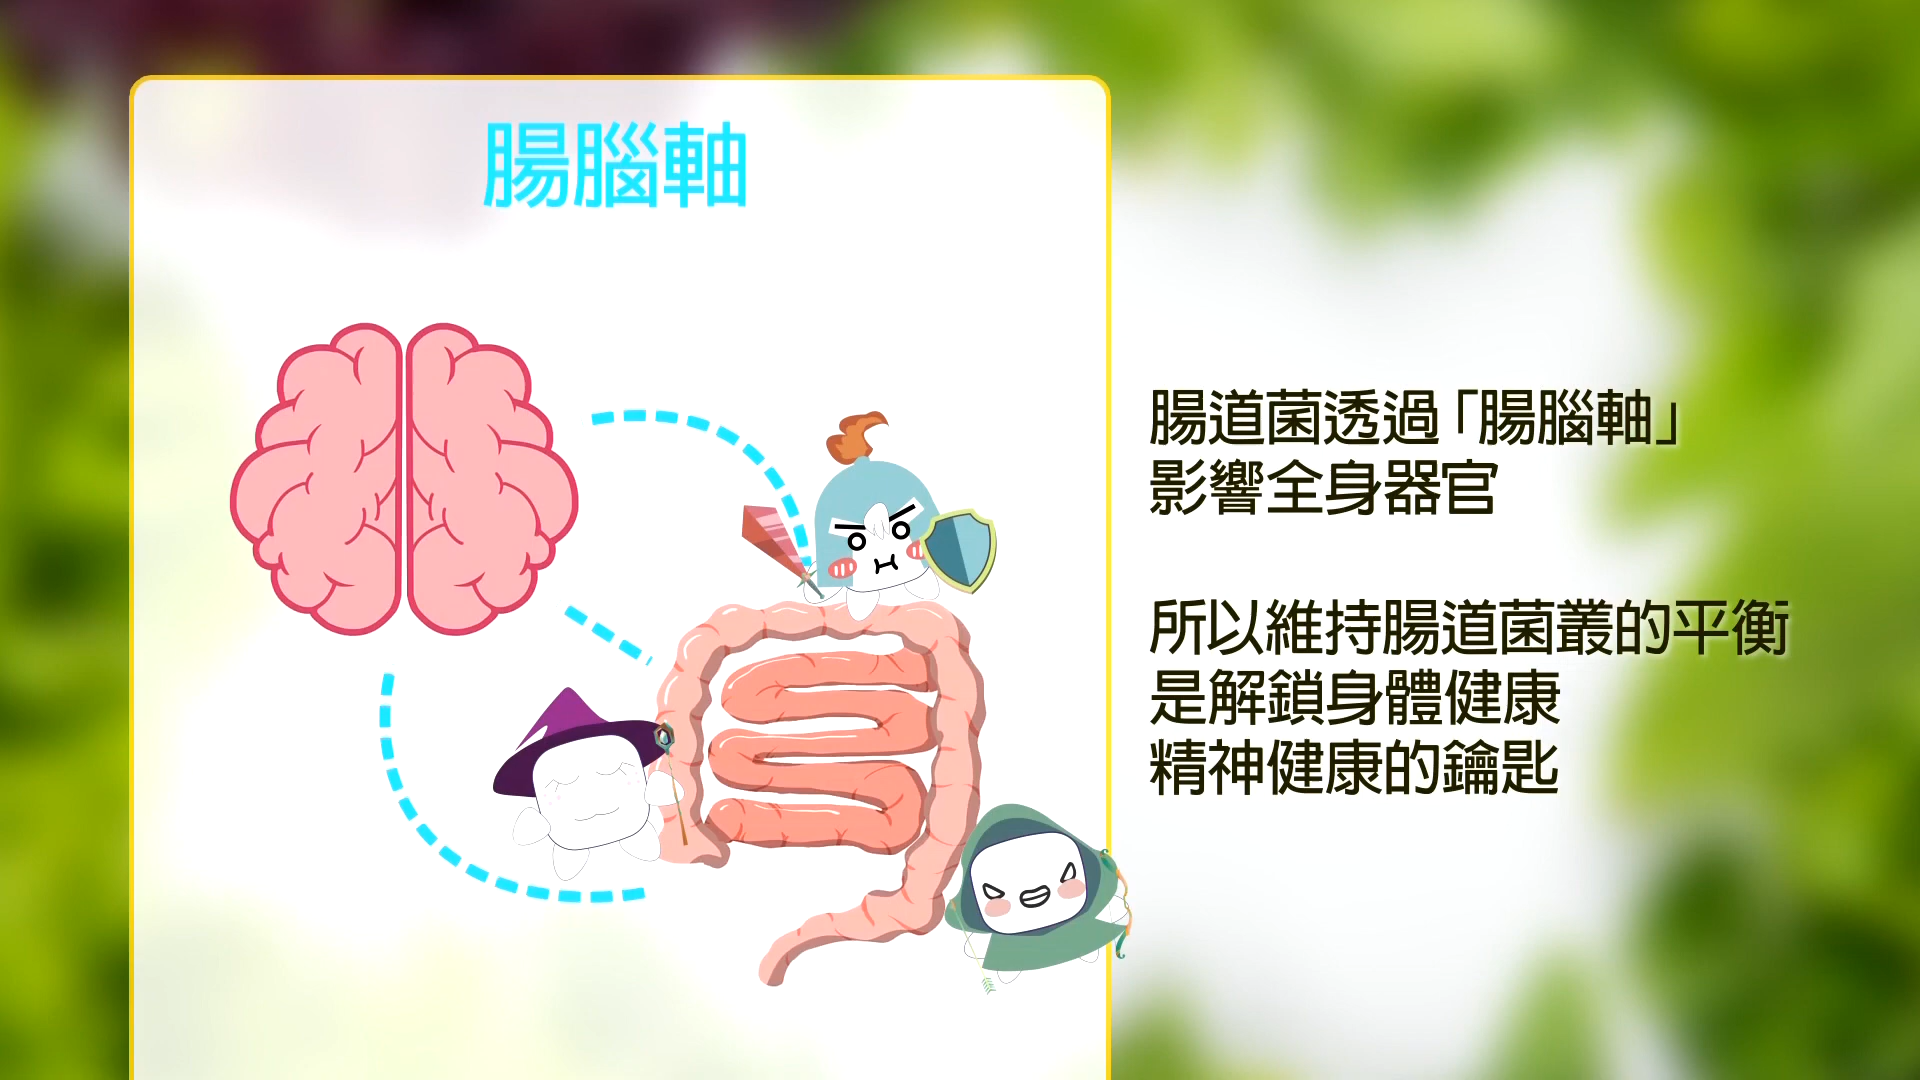 腸腦軸
腸道菌透過「腸腦軸」
影響全身器官
所以維持腸道菌叢的平衡
是解鎖身體健康
精神健康的鑰匙